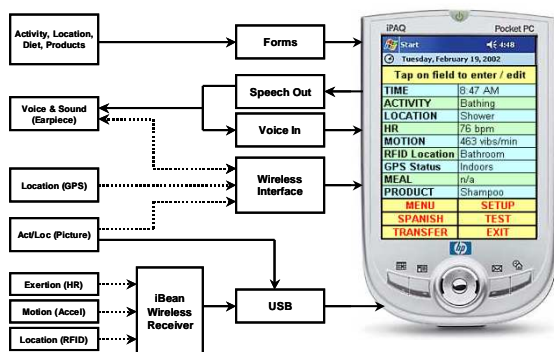 Activity, Location,
Diet, Products
Forms
Speech Out
Voice & Sound
(Earpiece)
Voice In
Location (GPS)
Wireless
Interface
Act/Loc (Picture)
Exertion (HR)
Motion (Accel)
Location (RFID)
iBean
Wireless
Receiver
USB
iPAQ Pocket PC
Start 4:48
Tuesday, February 19, 2002
Tap on field to enter / edit
TIME 8:47 AM
ACTIVITY Bathing
LOCATION Shower
HR 76 bpm
MOTION 463 vibs/min
RFID Location Bathroom
GPS Status Indoors
MEAL n/a
PRODUCT Shampoo
MENU SETUP
SPANISH TEST
TRANSFER EXIT
hp